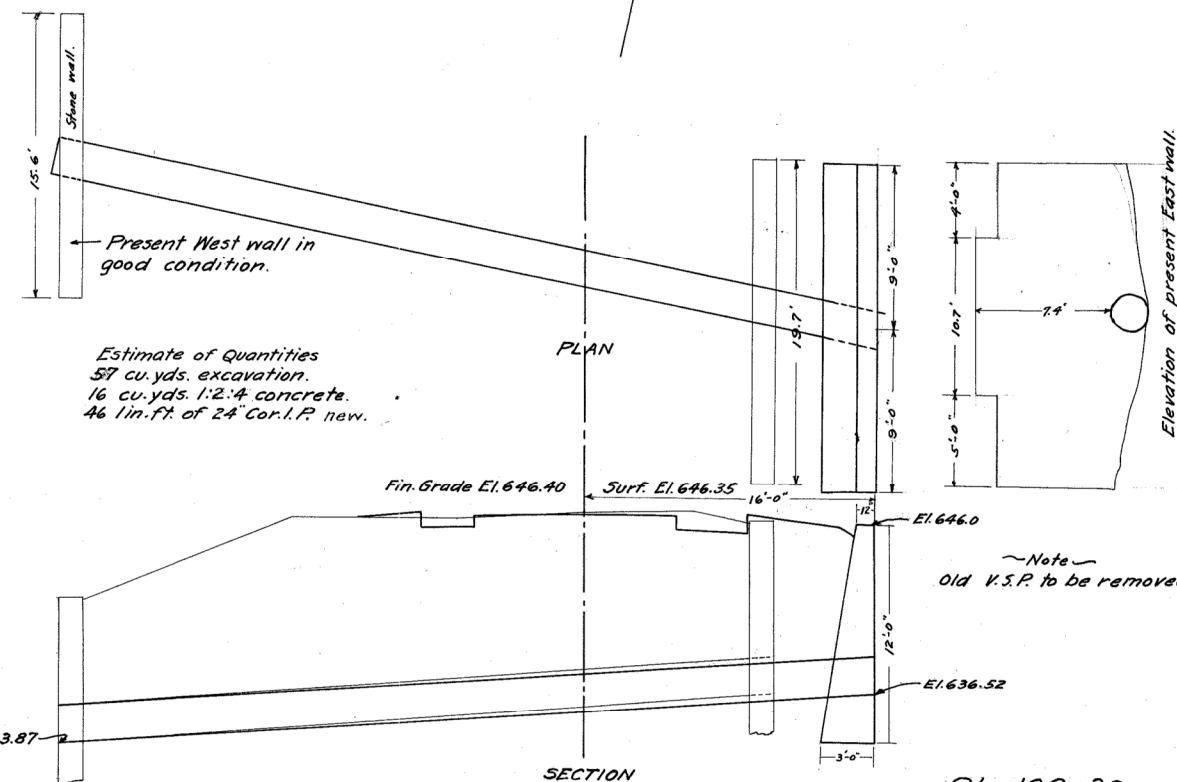 15.6'
Stone wall.
Present West wall in
good condition.
Estimate of Quantities
57 cu.yds. excavation.
16 cu.yds. 1:2:4 concrete.
46 lin.ft. of 24" Cor.I.P. new.
PLAN
19.7'
9'-0"
9'-0"
4'-0"
10.7'
5'-0"
7.4'
Elevation of present East wall.
Fin. Grade El.646.40
Surf. El.646.35
16'-0"
12"
El.646.0
~Note~
Old V.S.P. to be remove
12'-0"
El.636.52
3.87
3'-0"
SECTION